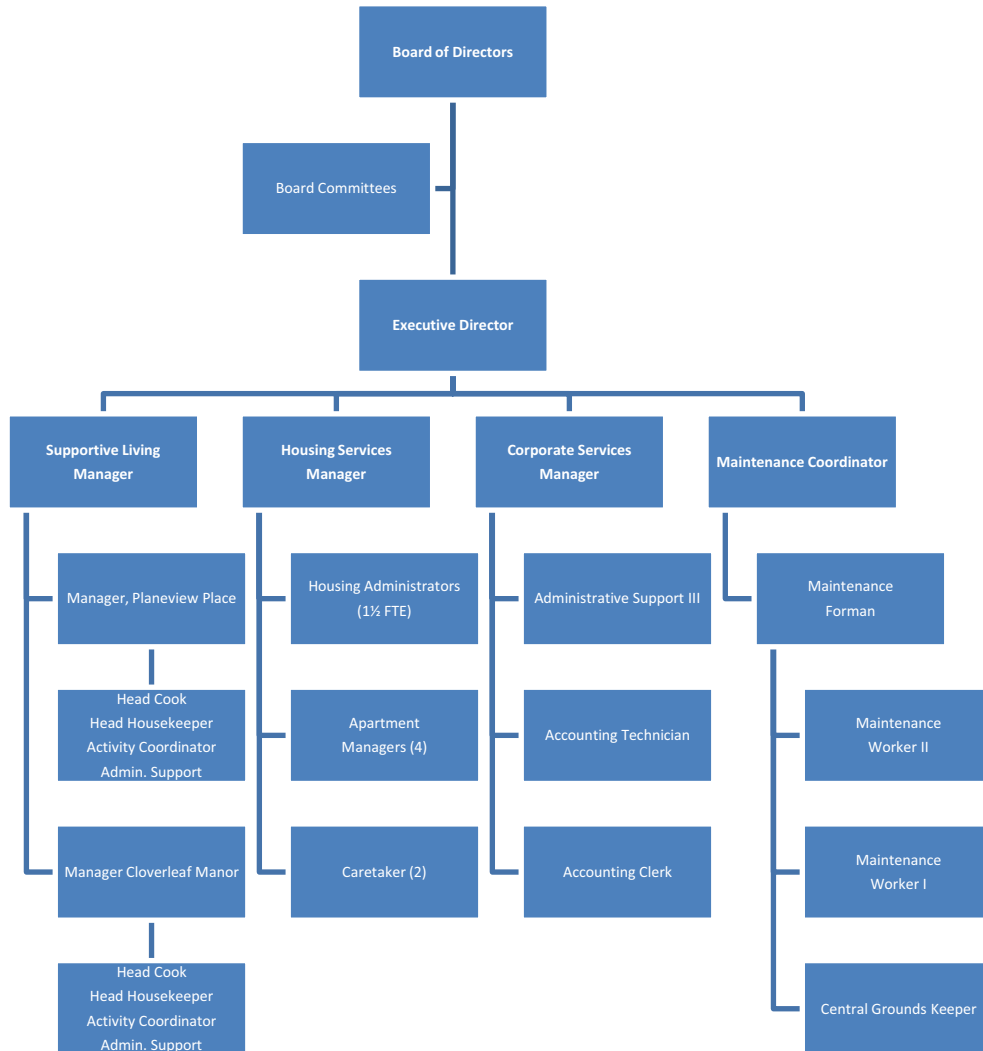 Board of Directors
Board Committees
Executive Director
Supportive Living
Manager
Housing Services
Manager
Corporate Services
Manager
Maintenance Coordinator
Manager, Planeview Place
Housing Administrators
(1½ FTE)
Administrative Support III
Maintenance
Forman
Head Cook
Head Housekeeper
Activity Coordinator
Admin. Support
Apartment
Managers (4)
Accounting Technician
Maintenance
Worker II
Manager Cloverleaf Manor
Caretaker (2)
Accounting Clerk
Maintenance
Worker I
Head Cook
Head Housekeeper
Activity Coordinator
Admin. Support
Central Grounds Keeper